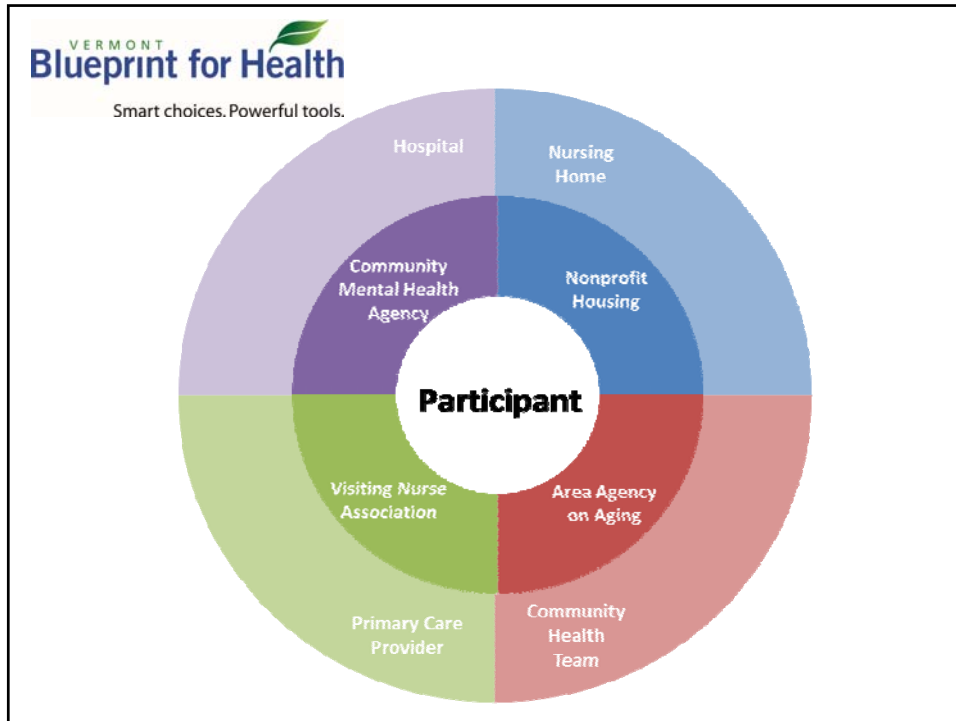 VERMONT
Blueprint for Health
Smart choices. Powerful tools.
Hospital
Nursing
Home
Community
Mental Health
Agency
Nonprofit
Housing
Participant
Visiting Nurse
Association
Area Agency
on Aging
Primary Care
Provider
Community
Health
Team